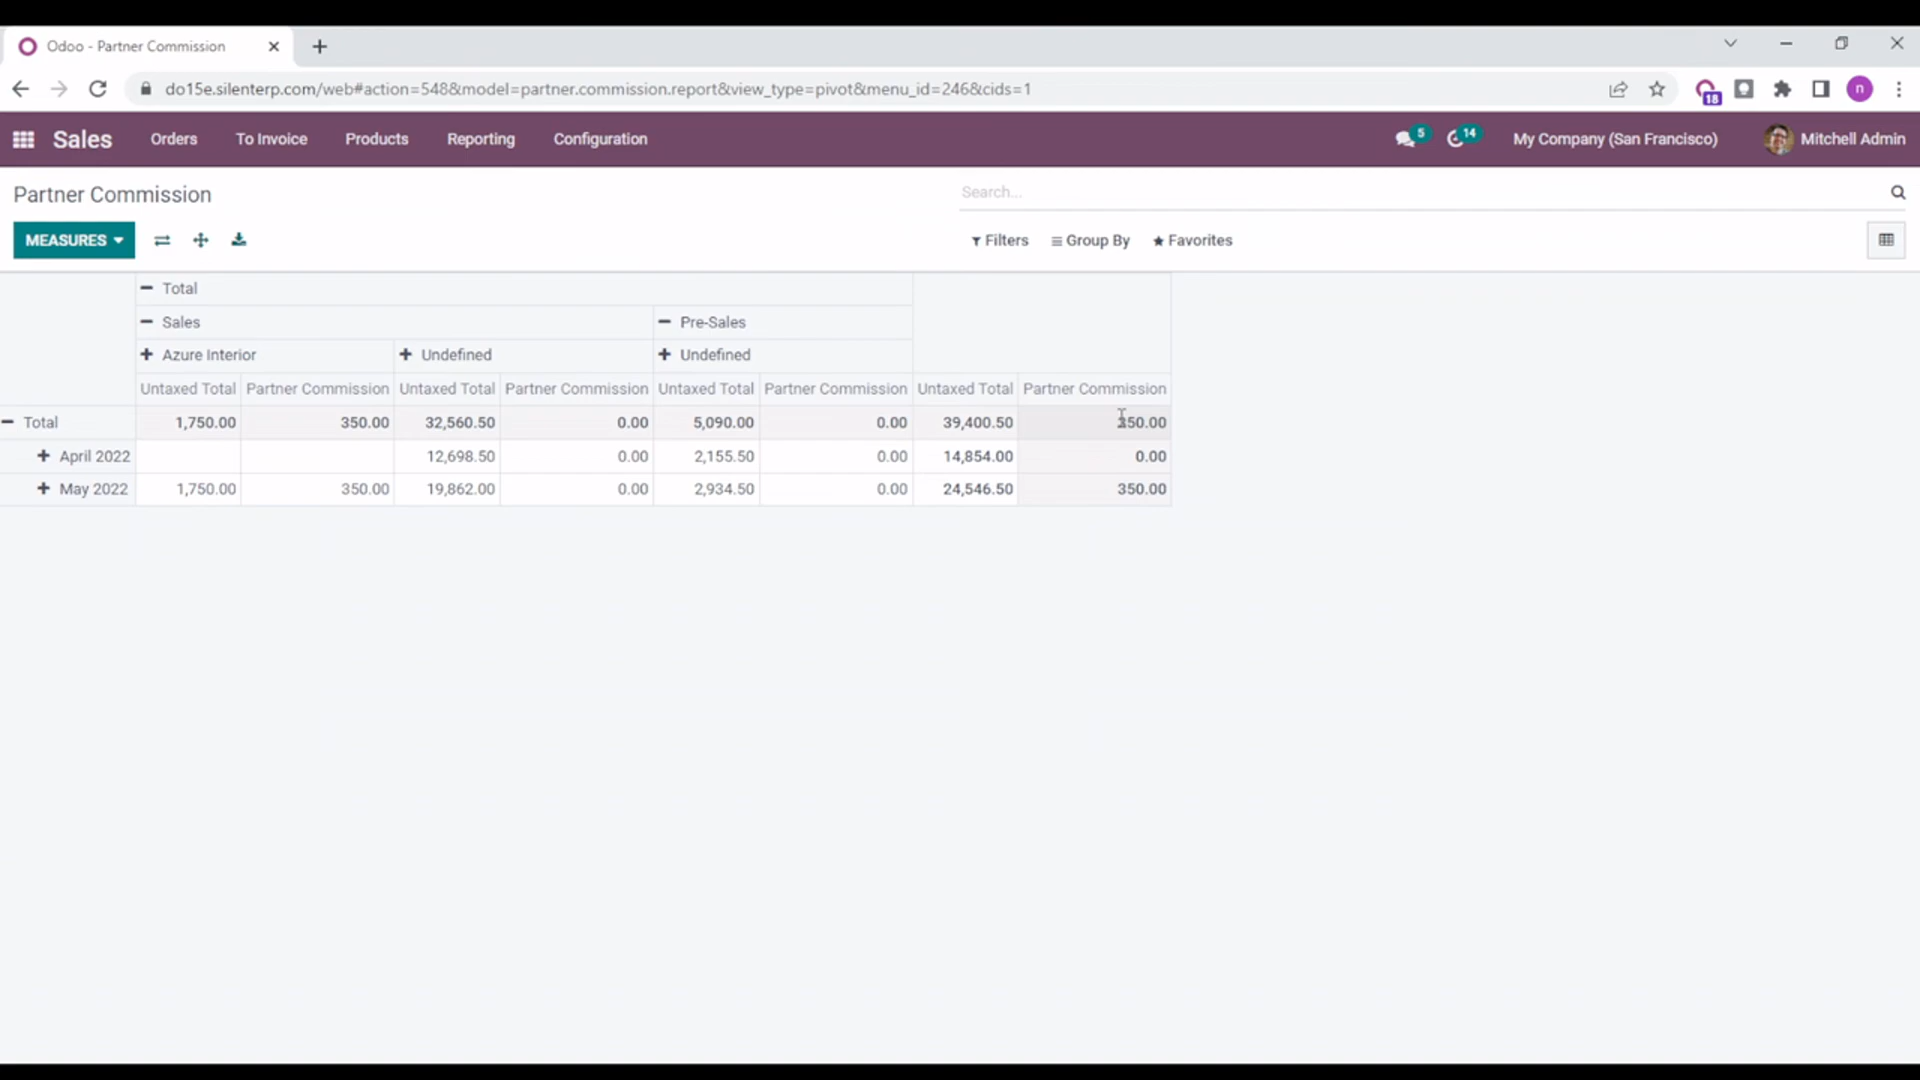 Odoo - Partner Commission
do15e.silenterp.com/web#action=548&model=partner.commission.report&view_type=pivot&menu_id=246&cids=1
18
n
Sales Orders To Invoice Products Reporting Configuration 5 14 My Company (San Francisco) Mitchell Admin
Partner Commission Search...
MEASURES Filters Group By Favorites
Total
Sales Pre-Sales
Azure Interior Undefined Undefined
Untaxed Total Partner Commission Untaxed Total Partner Commission Untaxed Total Partner Commission Untaxed Total Partner Commission
Total 1,750.00 350.00 32,560.50 0.00 5,090.00 0.00 39,400.50 350.00
April 2022 12,698.50 0.00 2,155.50 0.00 14,854.00 0.00
May 2022 1,750.00 350.00 19,862.00 0.00 2,934.50 0.00 24,546.50 350.00